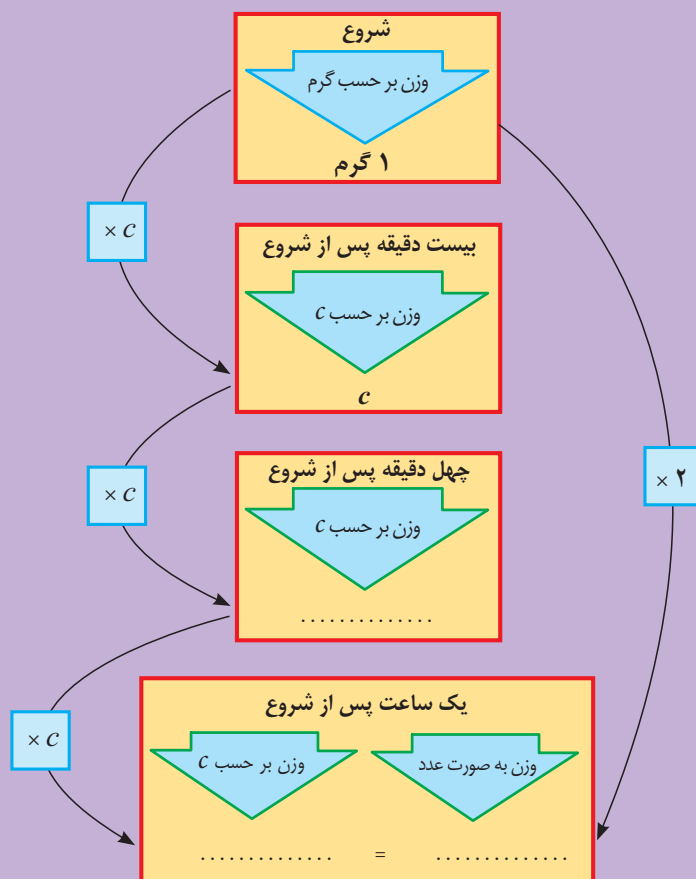 شروع
وزن بر حسب گرم
۱ گرم
× c
بیست دقیقه پس از شروع
وزن بر حسب c
c
× c
چهل دقیقه پس از شروع
وزن بر حسب c
..............
× ۲
× c
یک ساعت پس از شروع
وزن به صورت عدد
وزن بر حسب c
.............. = ..............